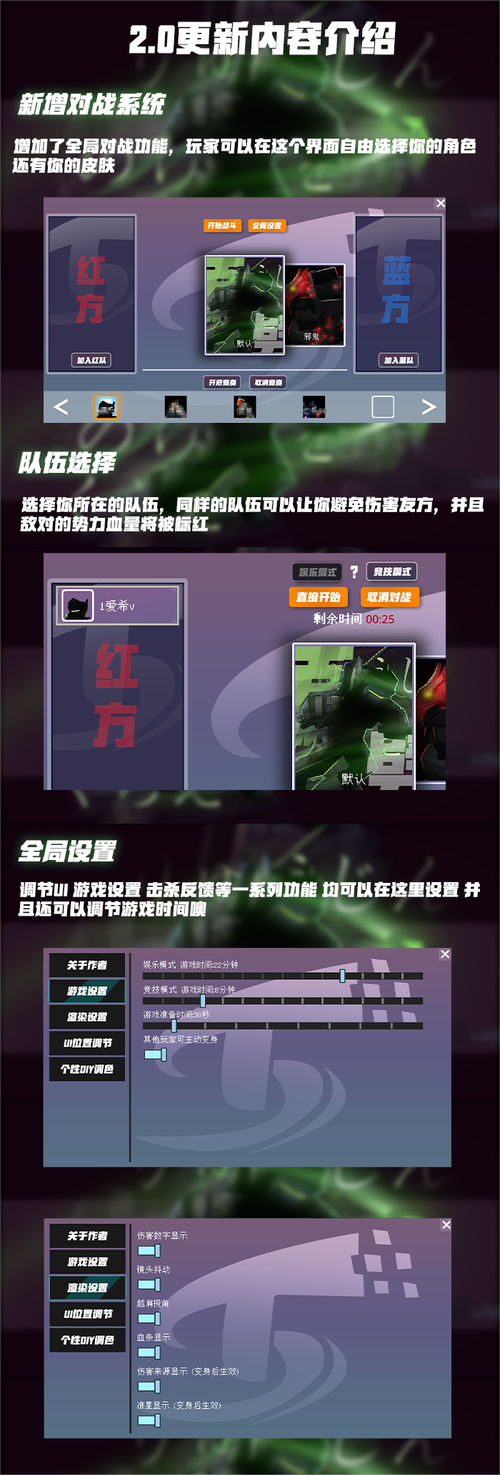 2.0更新内容介绍
新增对战系统
增加了全局对战功能，玩家可以在这个界面自由选择你的角色
还有你的皮肤
开始战斗 全局设置
红方
蓝方
默认
邪鬼
加入红队
加入蓝队
开启变身 取消变身
队伍选择
选择你所在的队伍，同样的队伍可以让你避免伤害友方，并且
敌对的势力血量将被标红
娱乐模式 ? 竞技模式
1爱希v
直接开始 取消对战
剩余时间 00:25
红方
默认
全局设置
调节UI 游戏设置 击杀反馈等一系列功能 均可以在这里设置 并
且还可以调节游戏时间噢
关于作者
游戏设置
渲染设置
UI位置调节
个性DIY调色
娱乐模式 游戏时间:22分钟
竞技模式 游戏时间:8分钟
游戏准备时间:30秒
其他玩家可主动变身
关于作者
游戏设置
渲染设置
UI位置调节
个性DIY调色
伤害数字显示
镜头抖动
越肩视角
血条显示
伤害来源显示 (变身后生效)
准星显示 (变身后生效)